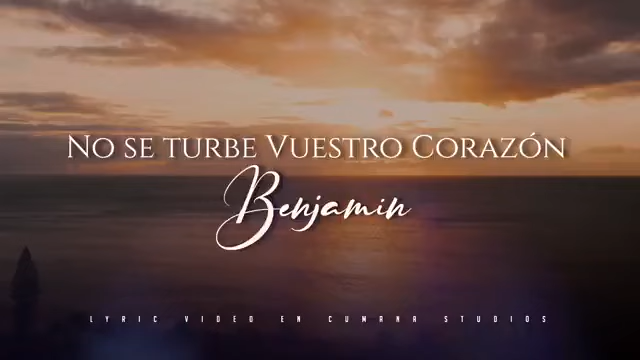 No se turbe Vuestro Corazón
Benjamin
LYRIC VIDEO EN CUMANA STUDIOS